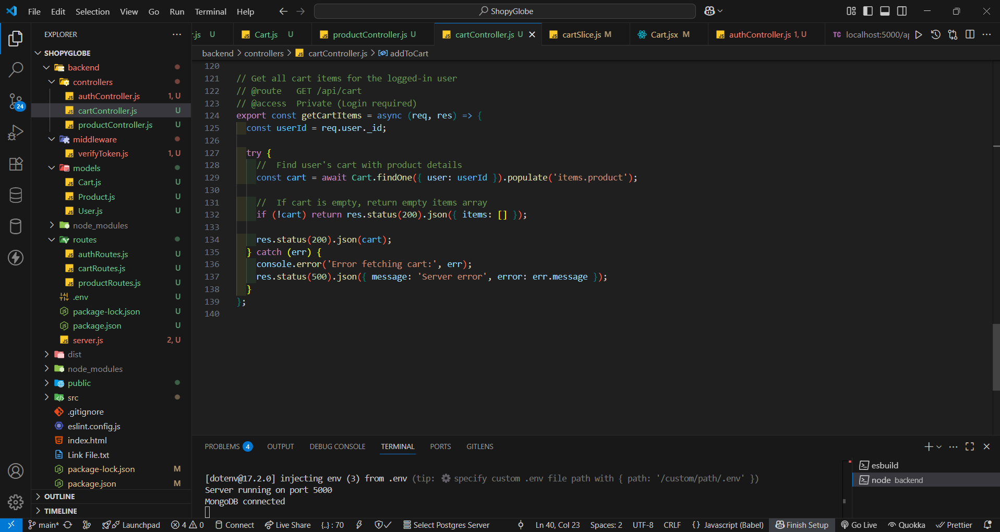 File Edit Selection View Go Run Terminal Help
ShopyGlobe
EXPLORER
SHOPYGLOBE
backend
controllers
authController.js 1, U
cartController.js U
productController.js U
middleware
verifyToken.js 1, U
models
Cart.js U
Product.js U
User.js U
node_modules
routes
authRoutes.js U
cartRoutes.js U
productRoutes.js U
.env U
package-lock.json U
package.json U
server.js 2, U
dist
node_modules
public
src
.gitignore
eslint.config.js
index.html
Link File.txt
package-lock.json M
package.json M
OUTLINE
TIMELINE
24
r.js U
Cart.js U
productController.js U
cartController.js U
cartSlice.js M
Cart.jsx M
authController.js 1, U
TC localhost:5000/ap
backend > controllers > cartController.js > addToCart
120
121 // Get all cart items for the logged-in user
122 // @route   GET /api/cart
123 // @access  Private (Login required)
124 export const getCartItems = async (req, res) => {
125   const userId = req.user._id;
126
127   try {
128     //  Find user's cart with product details
129     const cart = await Cart.findOne({ user: userId }).populate('items.product');
130
131     //  If cart is empty, return empty items array
132     if (!cart) return res.status(200).json({ items: [] });
133
134     res.status(200).json(cart);
135   } catch (err) {
136     console.error('Error fetching cart:', err);
137     res.status(500).json({ message: 'Server error', error: err.message });
138   }
139 };
140
PROBLEMS 4 OUTPUT DEBUG CONSOLE TERMINAL PORTS GITLENS
[dotenv@17.2.0] injecting env (3) from .env (tip: ⚙ specify custom .env file path with { path: '/custom/path/.env' })
Server running on port 5000
MongoDB connected
esbuild
node backend
main* Launchpad 4 0 Connect Live Share {..} : 70 Select Postgres Server Ln 40, Col 23 Spaces: 2 UTF-8 CRLF {} Javascript (Babel) Finish Setup Go Live Quokka Prettier